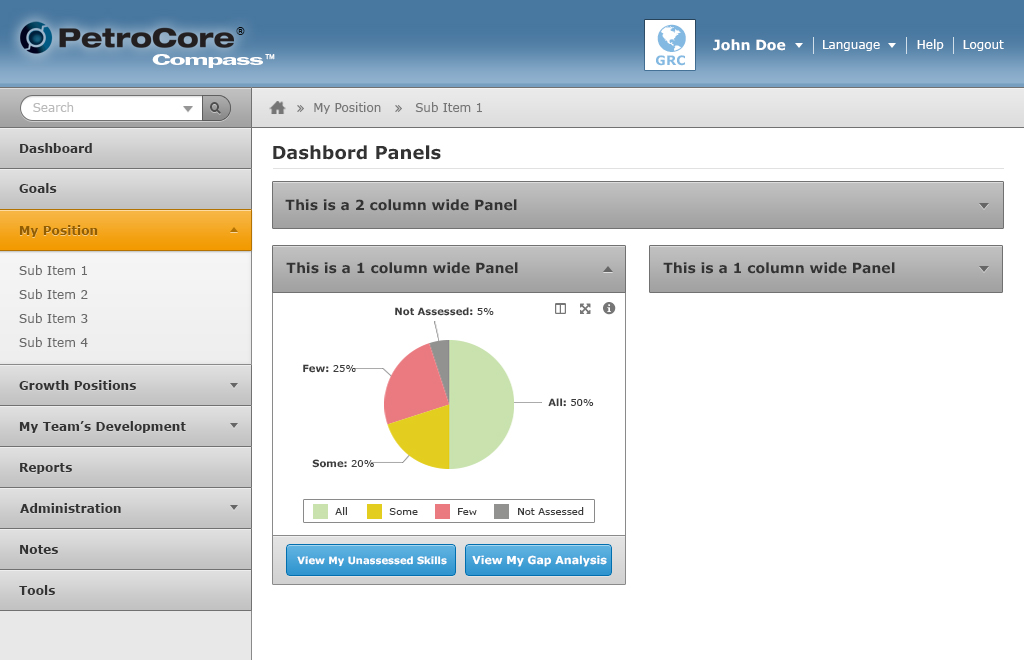 PetroCore®
Compass™
GRC
John Doe
Language
Help
Logout
Search
» My Position » Sub Item 1
Dashboard
Goals
My Position
Sub Item 1
Sub Item 2
Sub Item 3
Sub Item 4
Growth Positions
My Team’s Development
Reports
Administration
Notes
Tools
Dashbord Panels
This is a 2 column wide Panel
This is a 1 column wide Panel
Not Assessed: 5%
Few: 25%
All: 50%
Some: 20%
All Some Few Not Assessed
View My Unassessed Skills
View My Gap Analysis
This is a 1 column wide Panel